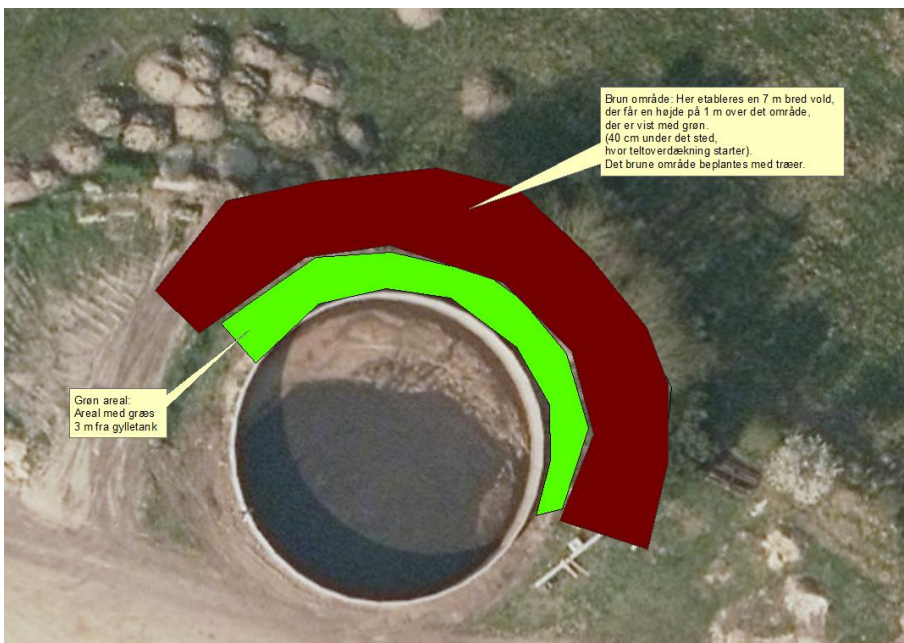 Brun område: Her etableres en 7 m bred vold,
der får en højde på 1 m over det område,
der er vist med grøn.
(40 cm under det sted,
hvor teltoverdækning starter).
Det brune område beplantes med træer.
Grøn areal:
Areal med græs
3 m fra gylletank